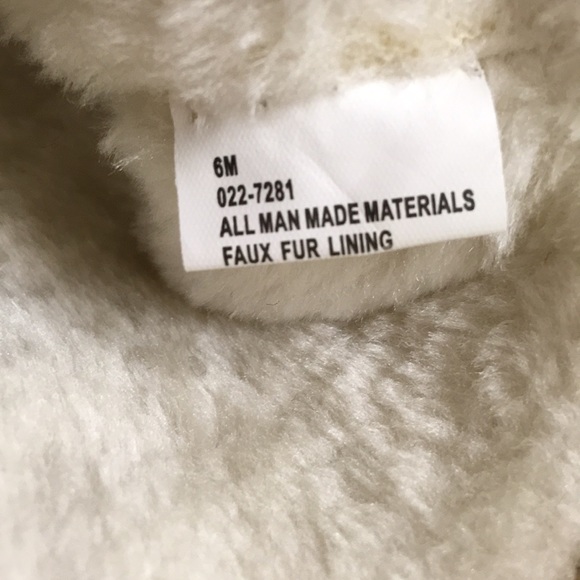 6M
022-7281
ALL MAN MADE MATERIALS
FAUX FUR LINING